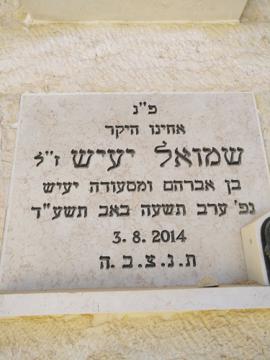 פ"נ
אחינו היקר
שמואל יעיש ז"ל
בן אברהם ומסעודה יעיש
נפ' ערב תשעה באב תשע"ד
3.8.2014
ת.נ.צ.ב.ה